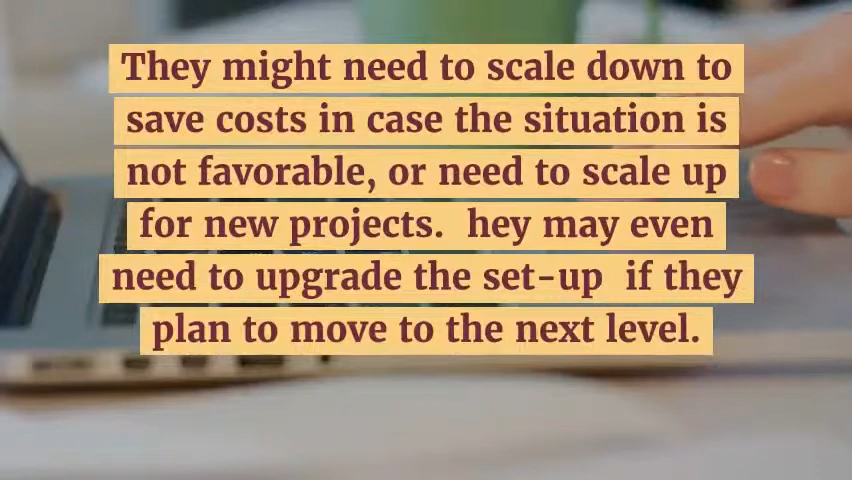 They might need to scale down to
save costs in case the situation is
not favorable, or need to scale up
for new projects.  hey may even
need to upgrade the set-up  if they
plan to move to the next level.